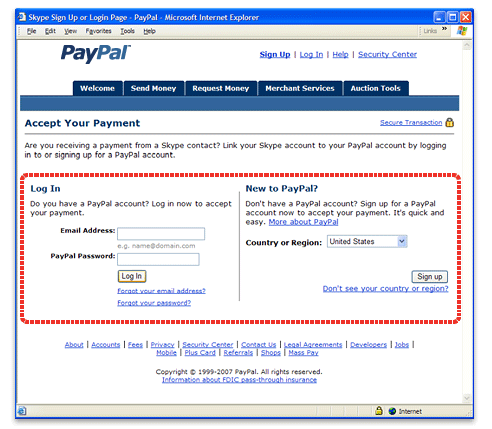 Skype Sign Up or Login Page - PayPal - Microsoft Internet Explorer
File Edit View Favorites Tools Help Links »
PayPal
Sign Up | Log In | Help | Security Center
Welcome Send Money Request Money Merchant Services Auction Tools
Accept Your Payment Secure Transaction
Are you receiving a payment from a Skype contact? Link your Skype account to your PayPal account by logging
in to or signing up for a PayPal account.
Log In
Do you have a PayPal account? Log in now to accept
your payment.
Email Address:
e.g. name@domain.com
PayPal Password:
Log In
Forgot your email address?
Forgot your password?
New to PayPal?
Don't have a PayPal account? Sign up for a PayPal
account now to accept your payment. It's quick and
easy. More about PayPal
Country or Region: United States
Sign up
Don't see your country or region?
About | Accounts | Fees | Privacy | Security Center | Contact Us | Legal Agreements | Developers | Jobs |
Mobile | Plus Card | Referrals | Shops | Mass Pay
Copyright © 1999-2007 PayPal. All rights reserved.
Information about FDIC pass-through insurance
Internet